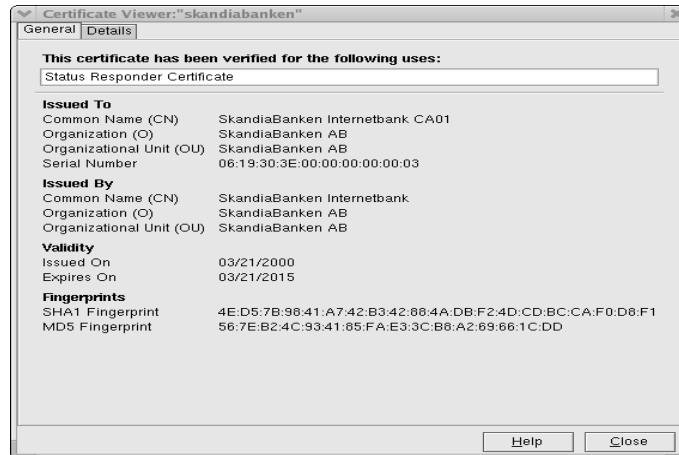 Certificate Viewer:"skandiabanken"
General Details
This certificate has been verified for the following uses:
Status Responder Certificate
Issued To
Common Name (CN) SkandiaBanken Internetbank CA01
Organization (O) SkandiaBanken AB
Organizational Unit (OU) SkandiaBanken AB
Serial Number 06:19:30:3E:00:00:00:00:00:03
Issued By
Common Name (CN) SkandiaBanken Internetbank
Organization (O) SkandiaBanken AB
Organizational Unit (OU) SkandiaBanken AB
Validity
Issued On 03/21/2000
Expires On 03/21/2015
Fingerprints
SHA1 Fingerprint 4E:D5:7B:98:41:A7:42:B3:42:88:4A:DB:F2:4D:CD:BC:CA:F0:D8:F1
MD5 Fingerprint 56:7E:B2:4C:93:41:85:FA:E3:3C:B8:A2:69:66:1C:DD
Help Close